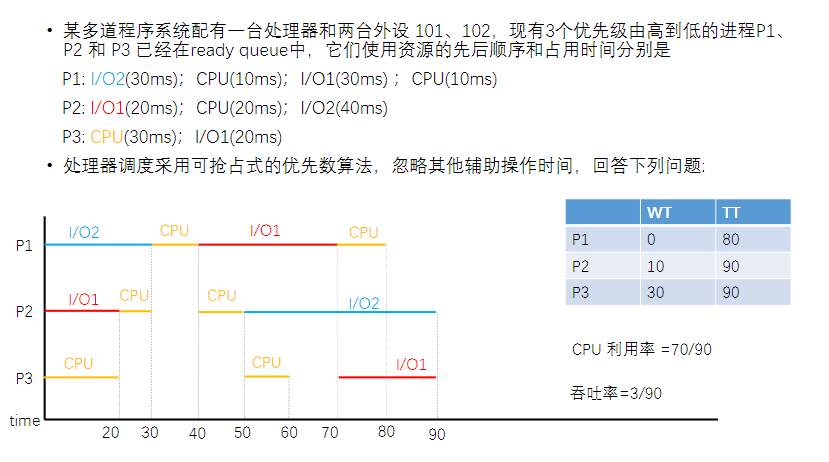 • 某多道程序系统配有一台处理器和两台外设 101、102，现有3个优先级由高到低的进程P1、
P2 和 P3 已经在ready queue中，它们使用资源的先后顺序和占用时间分别是
P1: I/O2(30ms)；CPU(10ms)；I/O1(30ms)；CPU(10ms)
P2: I/O1(20ms)；CPU(20ms)；I/O2(40ms)
P3: CPU(30ms)；I/O1(20ms)
• 处理器调度采用可抢占式的优先数算法，忽略其他辅助操作时间，回答下列问题:
WT TT
P1 0 80
P2 10 90
P3 30 90
CPU 利用率 =70/90
吞吐率=3/90
P1 I/O2 CPU I/O1 CPU
P2 I/O1 CPU CPU I/O2
P3 CPU CPU I/O1
time 20 30 40 50 60 70 80 90